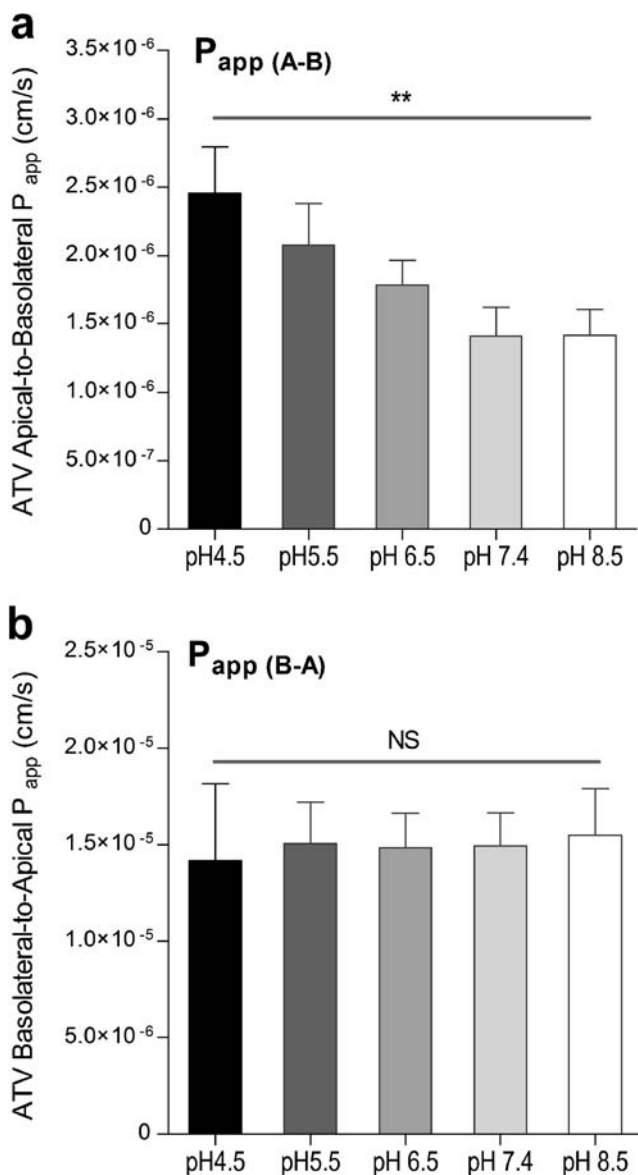 a
P app (A-B)
ATV Apical-to-Basolateral P app (cm/s)
3.5×10 -6
3.0×10 -6
2.5×10 -6
2.0×10 -6
1.5×10 -6
1.0×10 -6
5.0×10 -7
0
**
pH4.5 pH5.5 pH 6.5 pH 7.4 pH 8.5
b
P app (B-A)
ATV Basolateral-to-Apical P app (cm/s)
2.5×10 -5
2.0×10 -5
1.5×10 -5
1.0×10 -5
5.0×10 -6
0
NS
pH4.5 pH5.5 pH 6.5 pH 7.4 pH 8.5